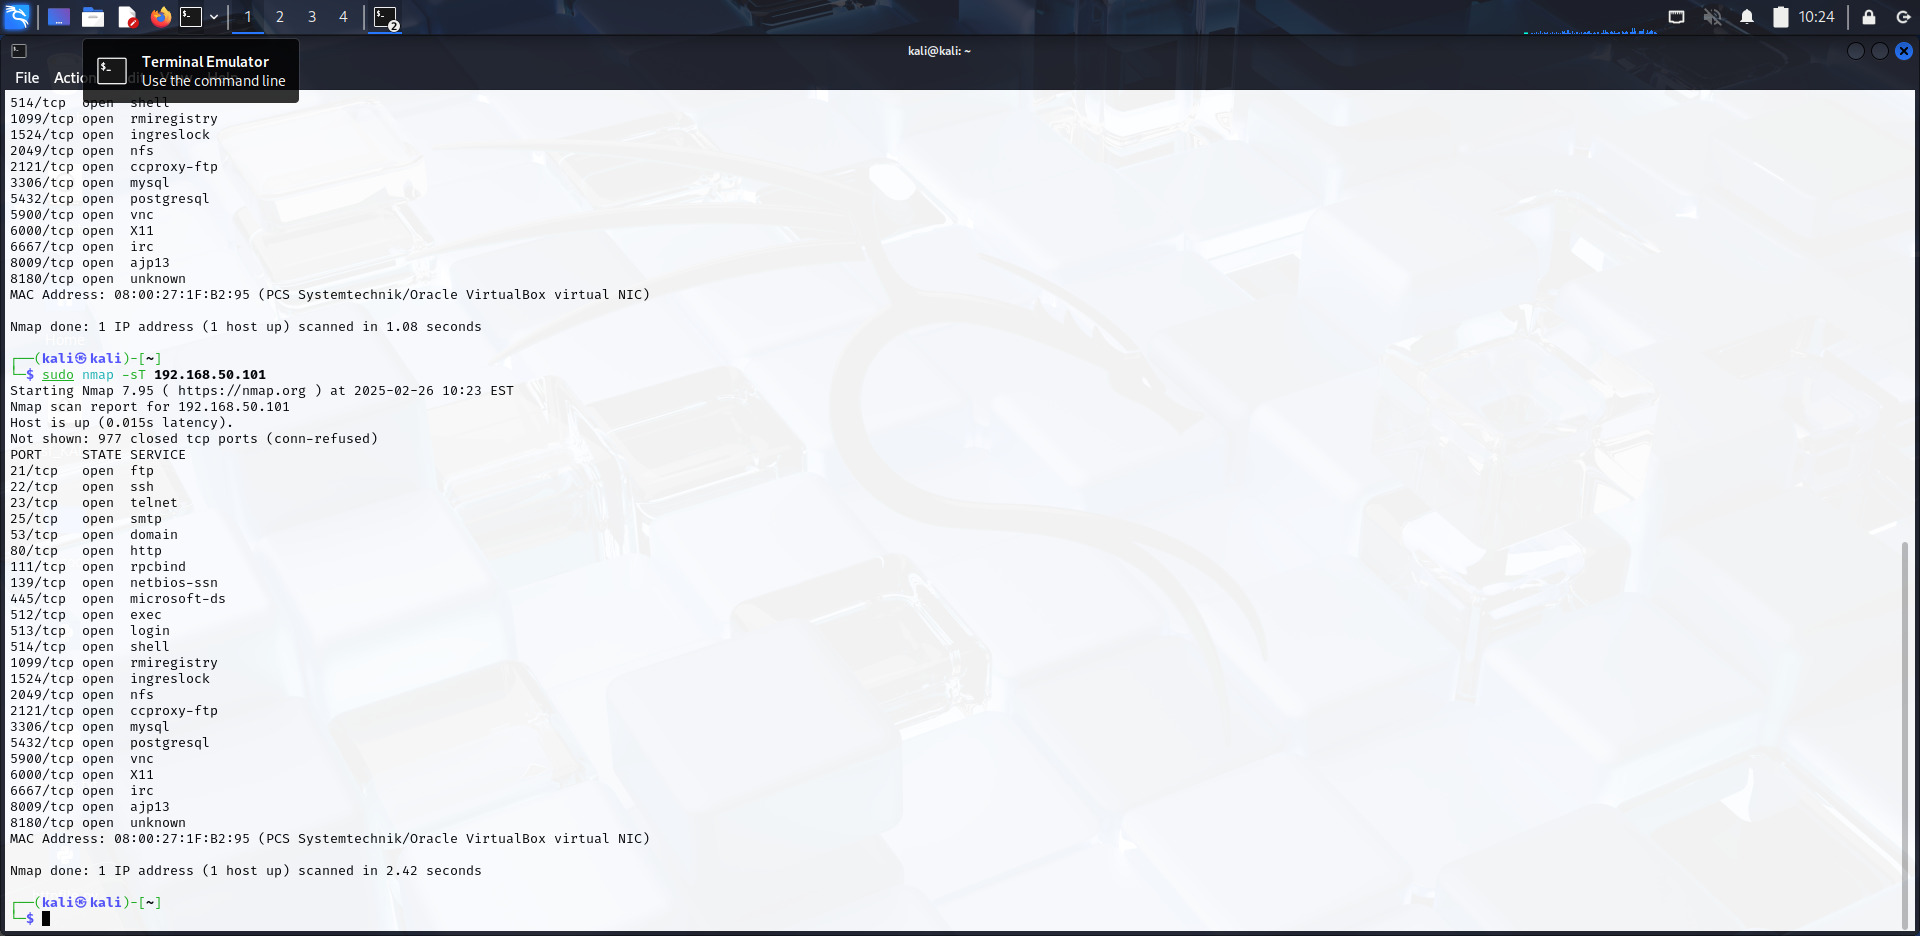 1 2 3 4 2 10:24
kali@kali: ~
Terminal Emulator
Use the command line
File Action
514/tcp  open  shell
1099/tcp open  rmiregistry
1524/tcp open  ingreslock
2049/tcp open  nfs
2121/tcp open  ccproxy-ftp
3306/tcp open  mysql
5432/tcp open  postgresql
5900/tcp open  vnc
6000/tcp open  X11
6667/tcp open  irc
8009/tcp open  ajp13
8180/tcp open  unknown
MAC Address: 08:00:27:1F:B2:95 (PCS Systemtechnik/Oracle VirtualBox virtual NIC)
Nmap done: 1 IP address (1 host up) scanned in 1.08 seconds
Home
┌──(kali㉿kali)-[~]
└─$ sudo nmap -sT 192.168.50.101
Starting Nmap 7.95 ( https://nmap.org ) at 2025-02-26 10:23 EST
Nmap scan report for 192.168.50.101
Host is up (0.015s latency).
Not shown: 977 closed tcp ports (conn-refused)
PORT     STATE SERVICE
21/tcp   open  ftp
22/tcp   open  ssh
23/tcp   open  telnet
25/tcp   open  smtp
53/tcp   open  domain
80/tcp   open  http
111/tcp  open  rpcbind
139/tcp  open  netbios-ssn
445/tcp  open  microsoft-ds
512/tcp  open  exec
513/tcp  open  login
514/tcp  open  shell
1099/tcp open  rmiregistry
1524/tcp open  ingreslock
2049/tcp open  nfs
2121/tcp open  ccproxy-ftp
3306/tcp open  mysql
5432/tcp open  postgresql
5900/tcp open  vnc
6000/tcp open  X11
6667/tcp open  irc
8009/tcp open  ajp13
8180/tcp open  unknown
MAC Address: 08:00:27:1F:B2:95 (PCS Systemtechnik/Oracle VirtualBox virtual NIC)
Nmap done: 1 IP address (1 host up) scanned in 2.42 seconds
┌──(kali㉿kali)-[~]
└─$